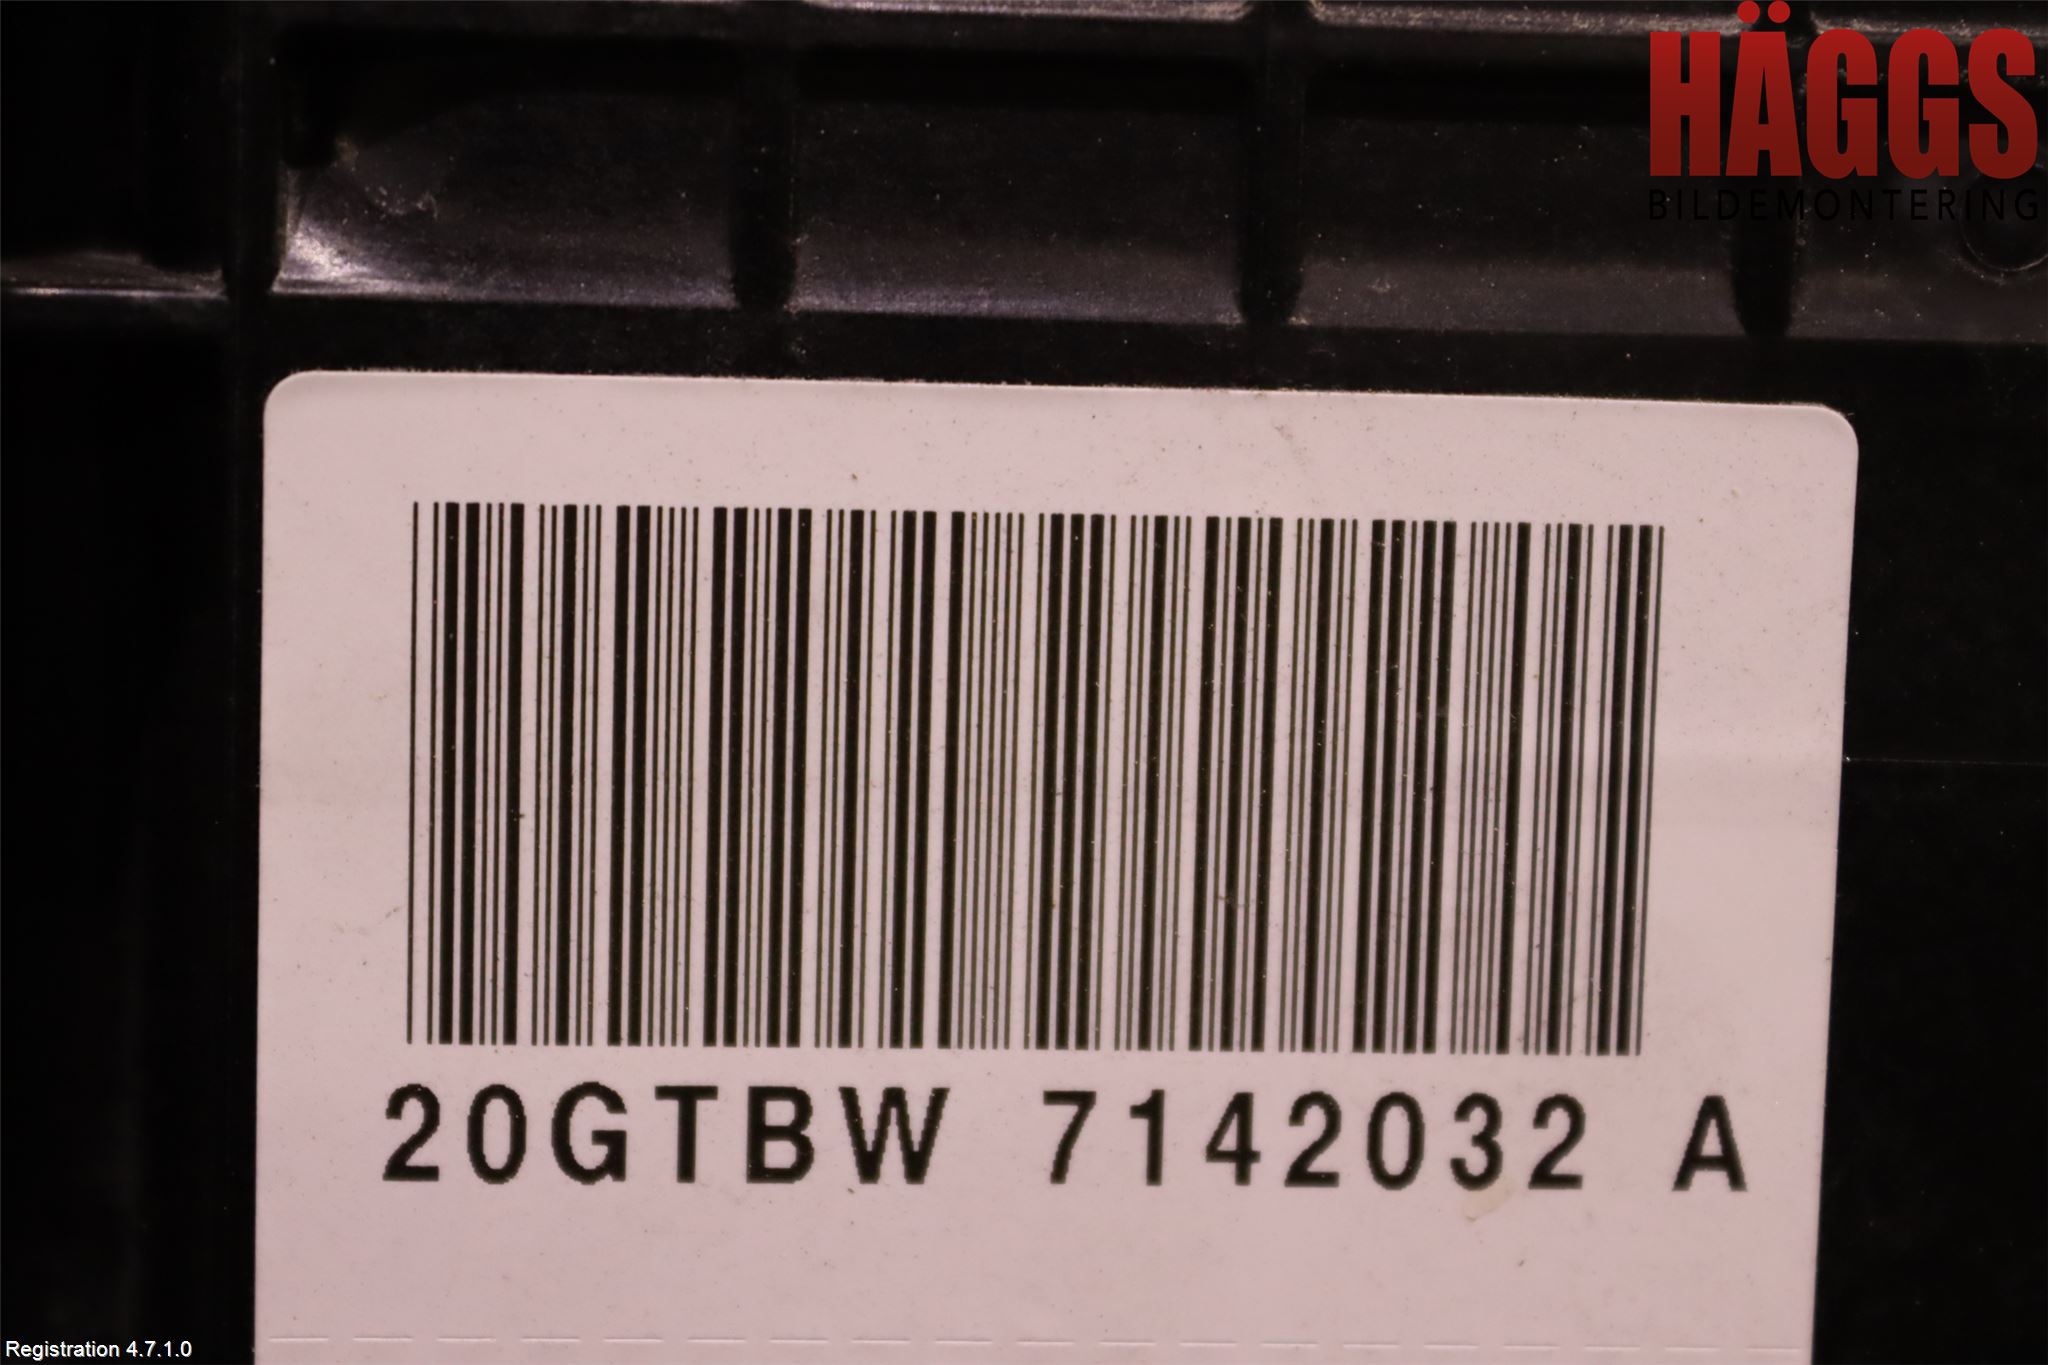 HÄGGS
BILDEMONTERING
20GTBW 7142032 A
Registration 4.7.1.0